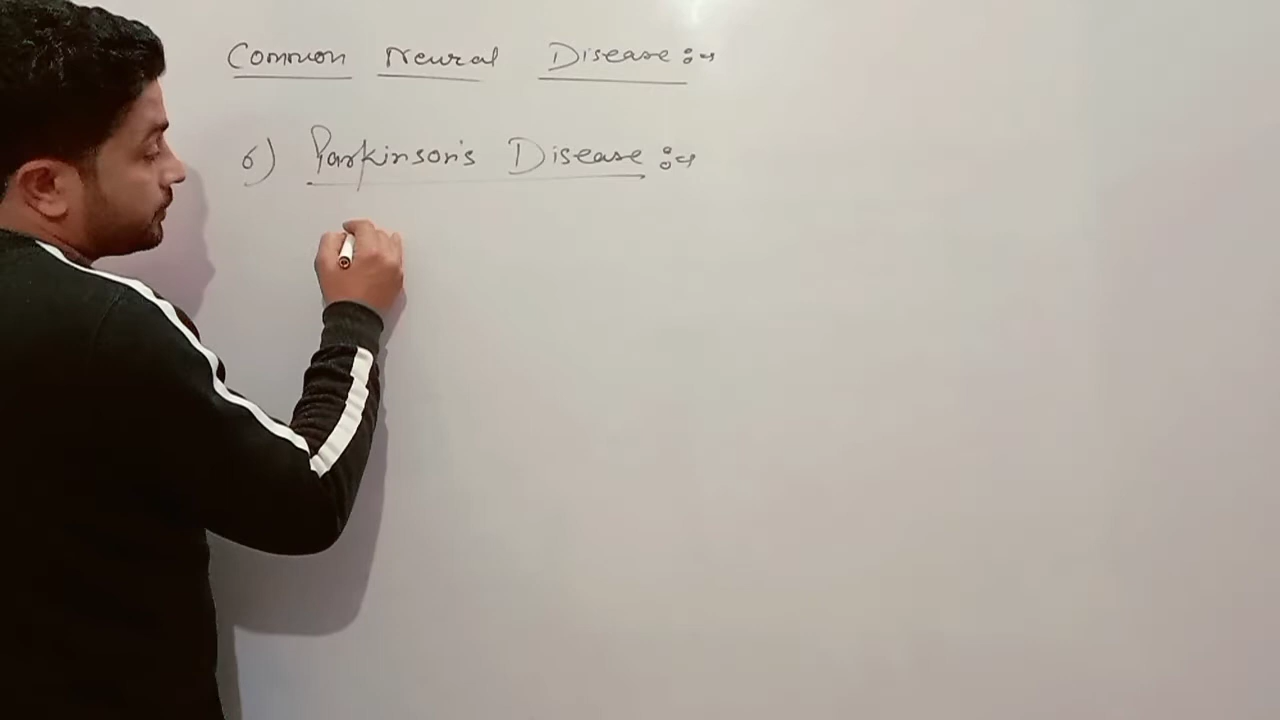 Common Neural Disease :→
6) Parkinson's Disease :→